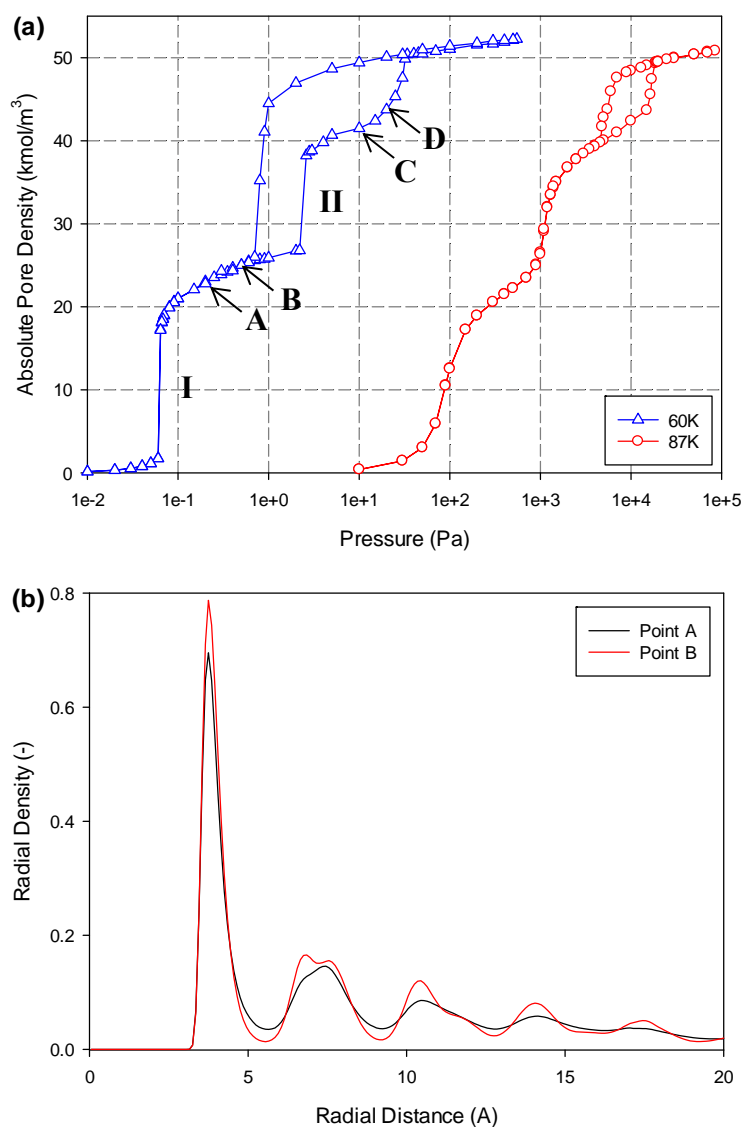 (a)
Absolute Pore Density (kmol/m³)
50
40
30
20
10
0
I
II
A
B
C
D
60K
87K
1e-2 1e-1 1e+0 1e+1 1e+2 1e+3 1e+4 1e+5
Pressure (Pa)
(b)
Radial Density (-)
0.8
0.6
0.4
0.2
0.0
Point A
Point B
0 5 10 15 20
Radial Distance (A)